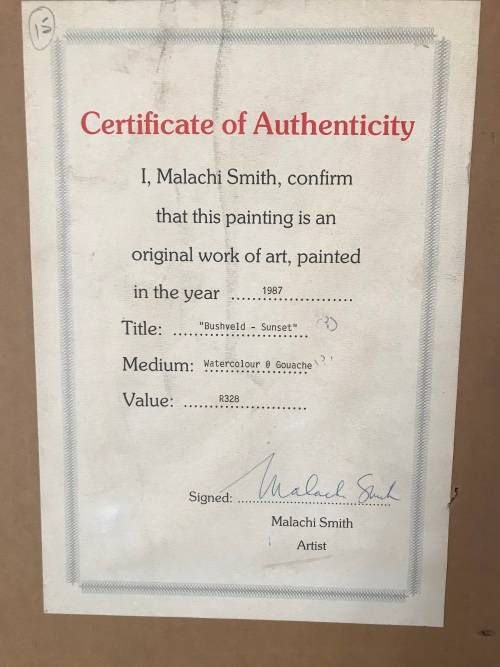 15
Certificate of Authenticity
I, Malachi Smith, confirm
that this painting is an
original work of art, painted
in the year ..................... 1987
Title: ........................ "Bushveld - Sunset"
Medium: Watercolour @ Gouache
Value: ..................... R328
Signed: Malachi Smith
Malachi Smith
Artist